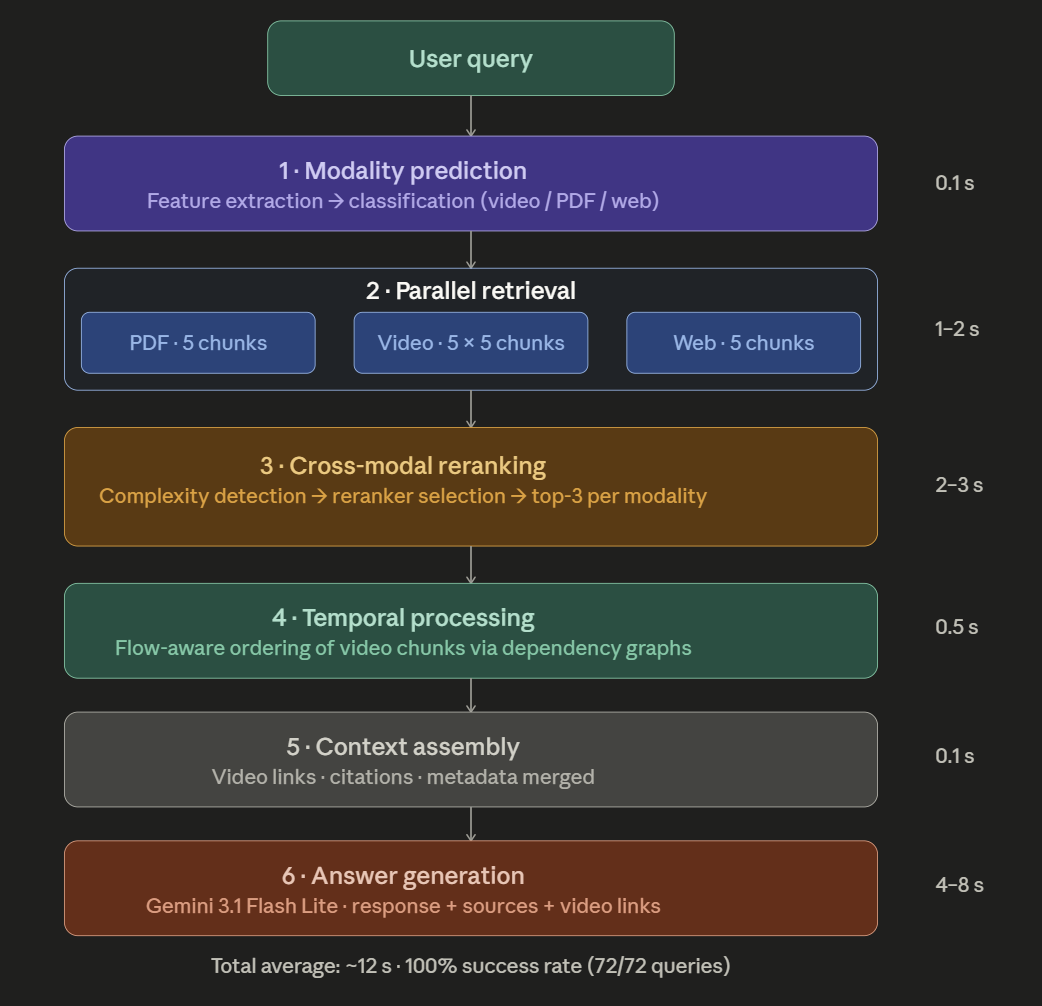 User query
1 · Modality prediction
Feature extraction → classification (video / PDF / web)
0.1 s
2 · Parallel retrieval
PDF · 5 chunks
Video · 5 × 5 chunks
Web · 5 chunks
1–2 s
3 · Cross-modal reranking
Complexity detection → reranker selection → top-3 per modality
2–3 s
4 · Temporal processing
Flow-aware ordering of video chunks via dependency graphs
0.5 s
5 · Context assembly
Video links · citations · metadata merged
0.1 s
6 · Answer generation
Gemini 3.1 Flash Lite · response + sources + video links
4–8 s
Total average: ~12 s · 100% success rate (72/72 queries)